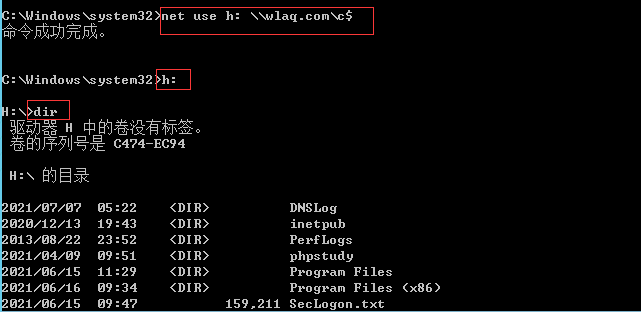 C:\Windows\system32>net use h: \\wlaq.com\c$
命令成功完成。
C:\Windows\system32>h:
H:\>dir
驱动器 H 中的卷没有标签。
卷的序列号是 C474-EC94
H:\ 的目录
2021/07/07  05:22    <DIR>          DNSLog
2020/12/13  19:43    <DIR>          inetpub
2013/08/22  23:52    <DIR>          PerfLogs
2021/04/09  09:51    <DIR>          phpstudy
2021/06/15  11:29    <DIR>          Program Files
2021/06/16  09:34    <DIR>          Program Files (x86)
2021/06/15  09:47           159,211 SecLogon.txt